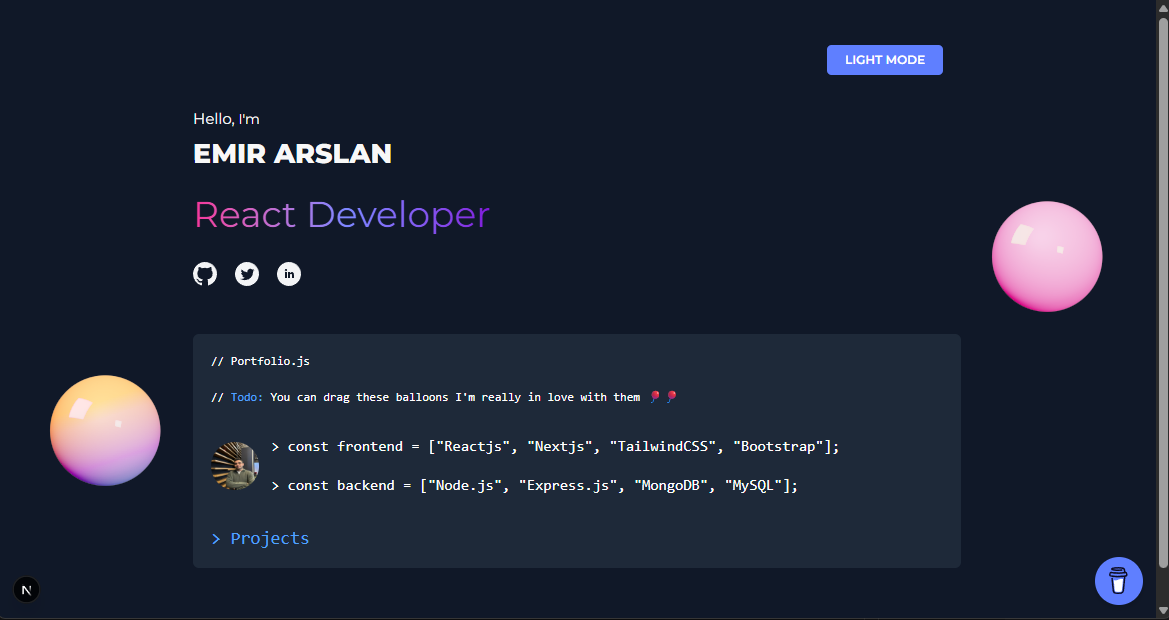 LIGHT MODE
Hello, I'm
EMIR ARSLAN
React Developer
in
// Portfolio.js
// Todo: You can drag these balloons I'm really in love with them 🎈🎈
> const frontend = ["Reactjs", "Nextjs", "TailwindCSS", "Bootstrap"];
> const backend = ["Node.js", "Express.js", "MongoDB", "MySQL"];
> Projects
N